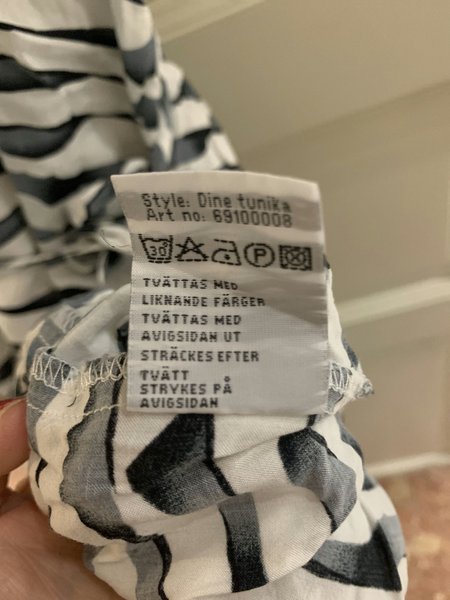 Style: Dine tunika
Art no: 69100008
30 P
TVÄTTAS MED
LIKNANDE FÄRGER
TVÄTTAS MED
AVIGSIDAN UT
STRÄCKES EFTER
TVÄTT
STRYKES PÅ
AVIGSIDAN